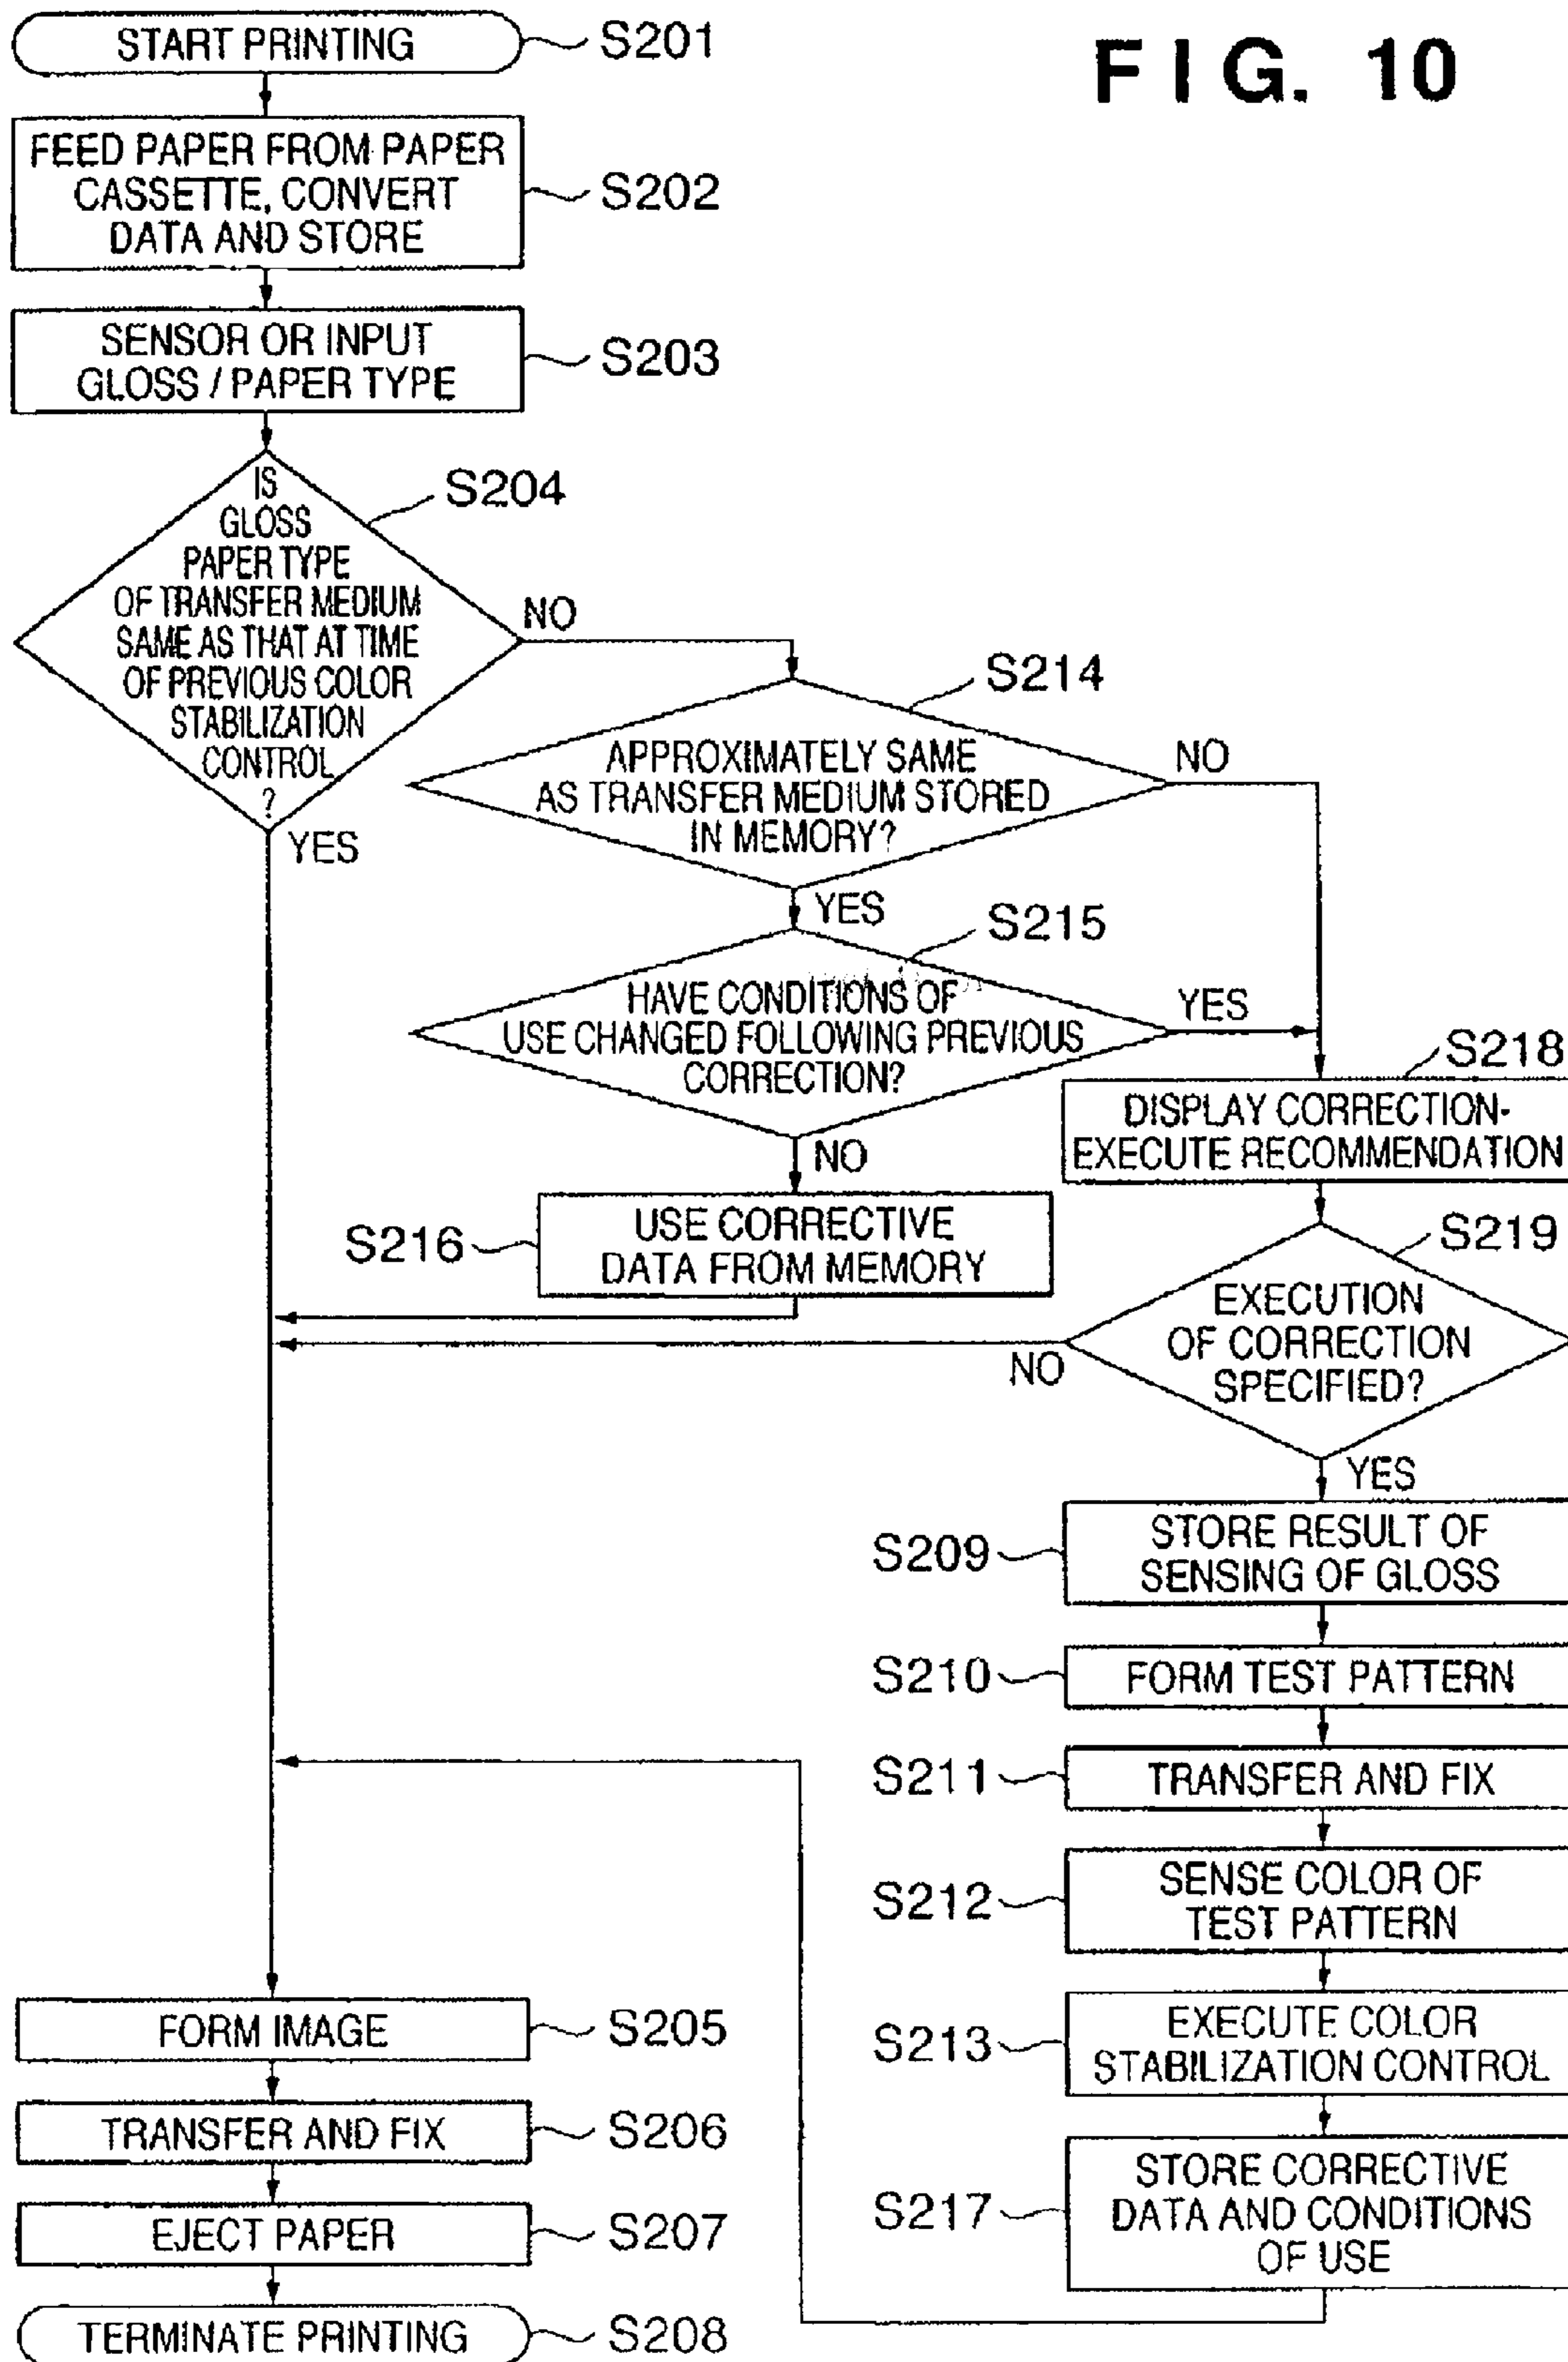 FIG. 10
START PRINTING
S201
FEED PAPER FROM PAPER
CASSETTE, CONVERT
DATA AND STORE
S202
SENSOR OR INPUT
GLOSS / PAPER TYPE
S203
IS
GLOSS
PAPER TYPE
OF TRANSFER MEDIUM
SAME AS THAT AT TIME
OF PREVIOUS COLOR
STABILIZATION
CONTROL
?
S204
NO
YES
S214
APPROXIMATELY SAME
AS TRANSFER MEDIUM STORED
IN MEMORY?
NO
YES
S215
HAVE CONDITIONS OF
USE CHANGED FOLLOWING PREVIOUS
CORRECTION?
YES
NO
S216
USE CORRECTIVE
DATA FROM MEMORY
S218
DISPLAY CORRECTION-
EXECUTE RECOMMENDATION
S219
EXECUTION
OF CORRECTION
SPECIFIED?
NO
YES
S209
STORE RESULT OF
SENSING OF GLOSS
S210
FORM TEST PATTERN
S211
TRANSFER AND FIX
S212
SENSE COLOR OF
TEST PATTERN
S213
EXECUTE COLOR
STABILIZATION CONTROL
S217
STORE CORRECTIVE
DATA AND CONDITIONS
OF USE
FORM IMAGE
S205
TRANSFER AND FIX
S206
EJECT PAPER
S207
TERMINATE PRINTING
S208